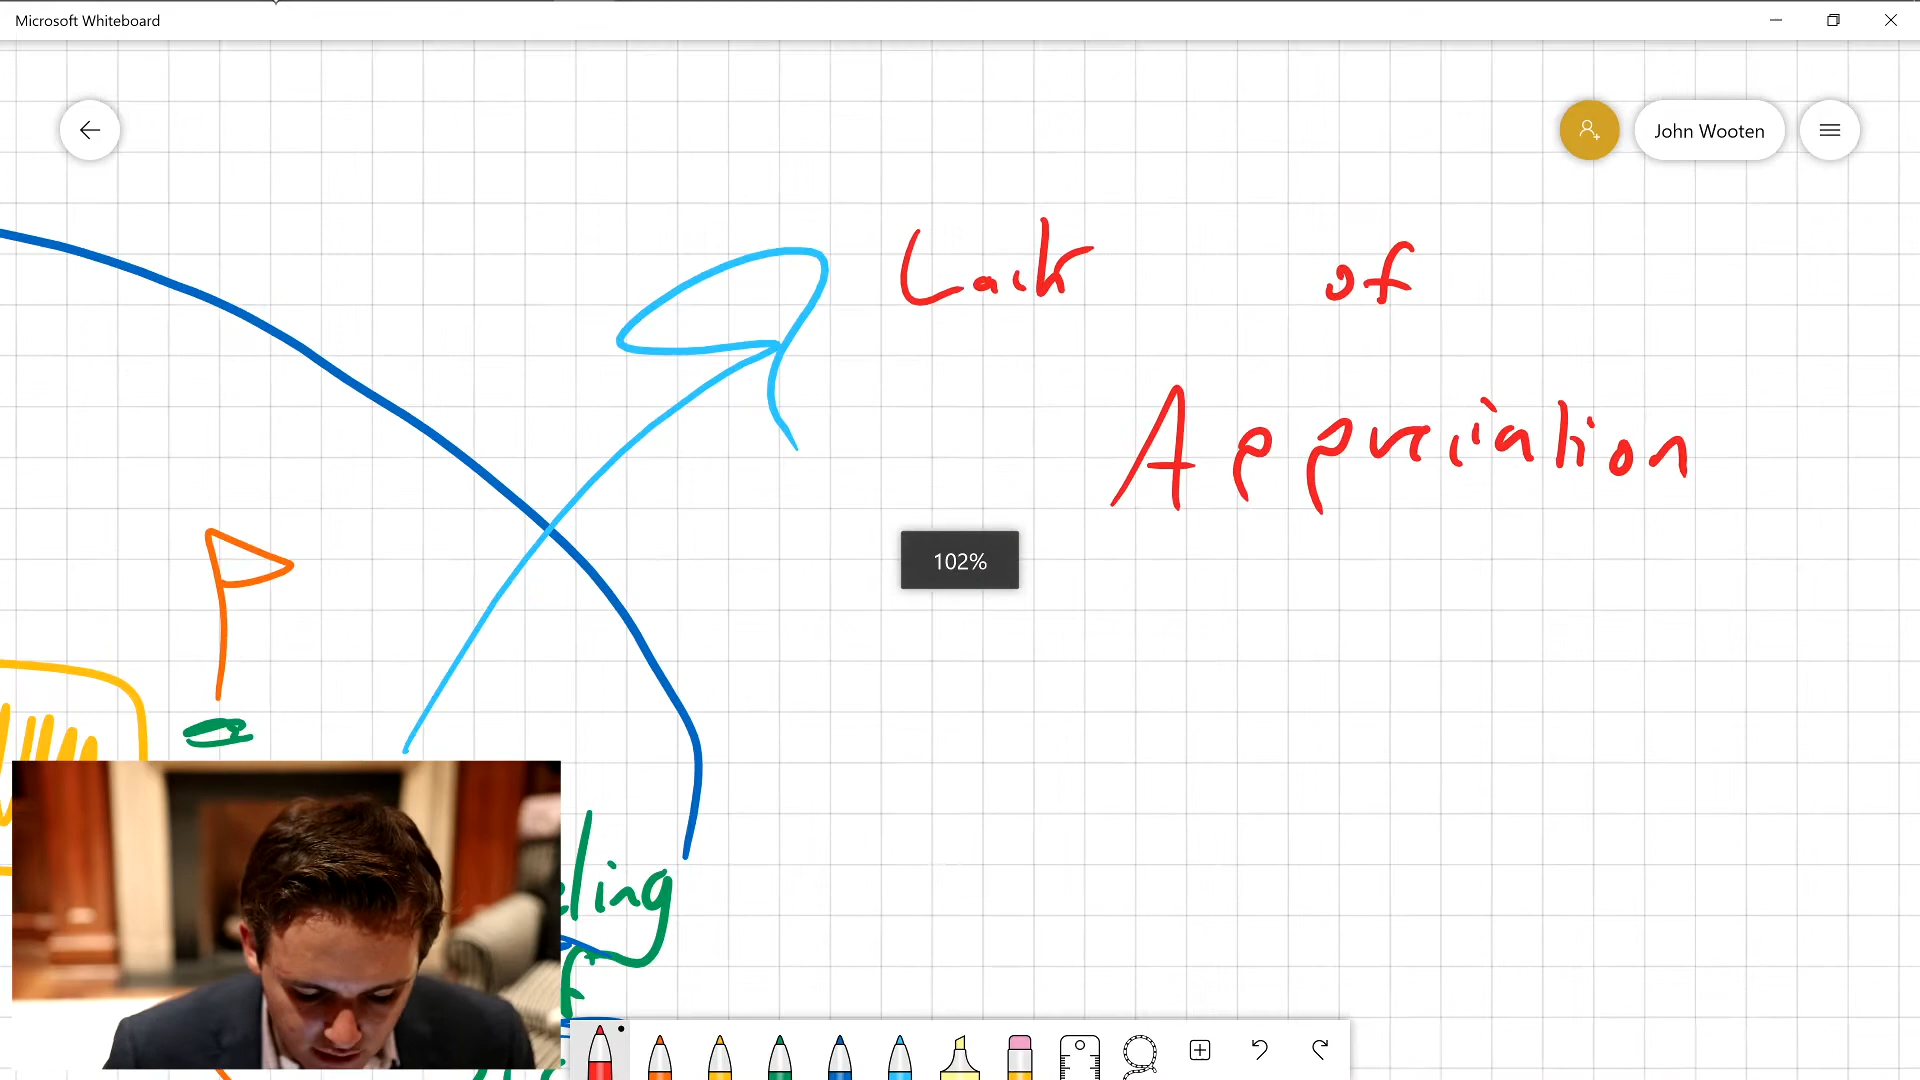 Microsoft Whiteboard
John Wooten
Lack of
Appreciation
102%
ling